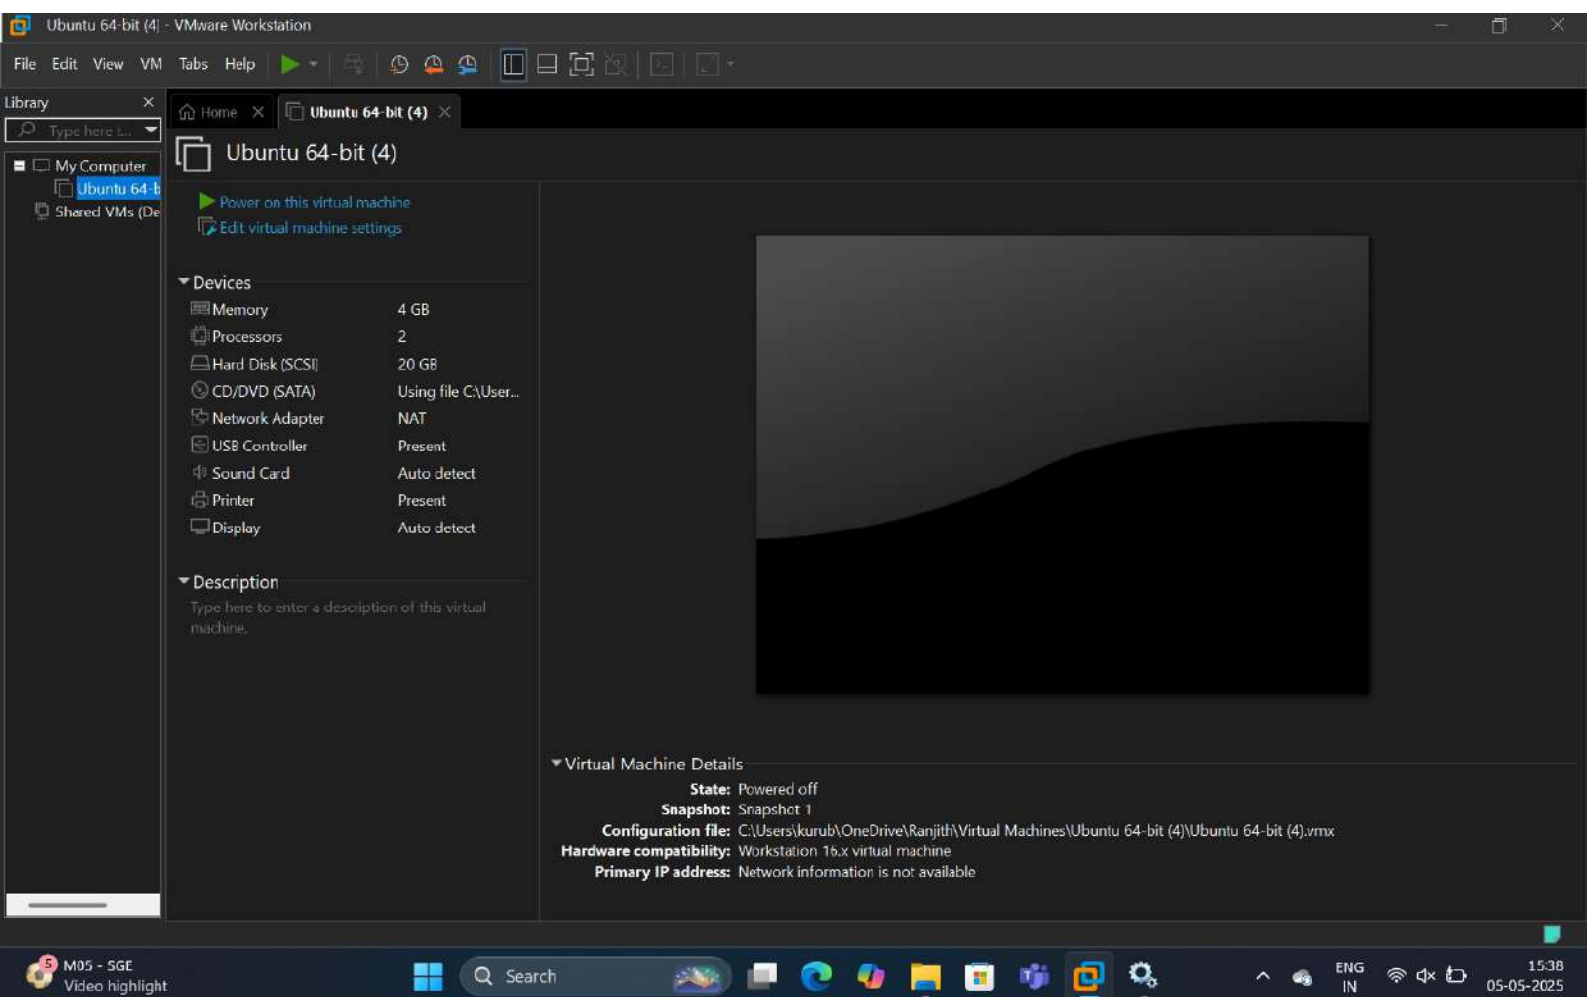 Ubuntu 64-bit (4) - VMware Workstation
File Edit View VM Tabs Help
Library
Type here t...
My Computer
Ubuntu 64-b
Shared VMs (De
Home
Ubuntu 64-bit (4)
Ubuntu 64-bit (4)
Power on this virtual machine
Edit virtual machine settings
Devices
Memory 4 GB
Processors 2
Hard Disk (SCSI) 20 GB
CD/DVD (SATA) Using file C:\User...
Network Adapter NAT
USB Controller Present
Sound Card Auto detect
Printer Present
Display Auto detect
Description
Type here to enter a description of this virtual
machine.
Virtual Machine Details
State: Powered off
Snapshot: Snapshot 1
Configuration file: C:\Users\kurub\OneDrive\Ranjith\Virtual Machines\Ubuntu 64-bit (4)\Ubuntu 64-bit (4).vmx
Hardware compatibility: Workstation 16.x virtual machine
Primary IP address: Network information is not available
5
M05 - SGE
Video highlight
Search
ENG
IN
15:38
05-05-2025